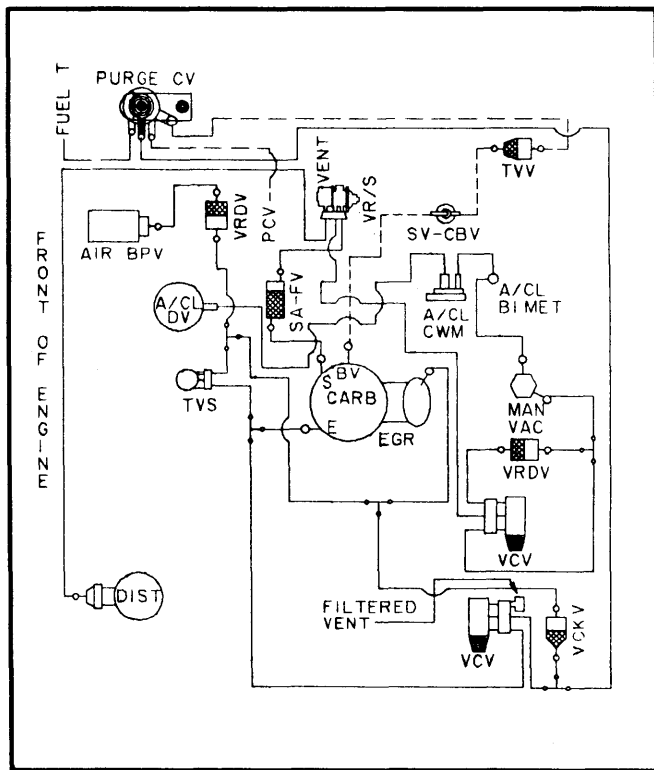 PURGE CV
FUEL T
VENT
VR/S
TVV
VRDV
PCV
SV-CBV
AIR BPV
FRONT OF ENGINE
A/CL
DV
SA-FV
A/CL
CWM
A/CL
BIMET
S
BV
CARB
TVS
E
EGR
MAN
VAC
VRDV
VCV
DIST
FILTERED
VENT
VCV
VCKV